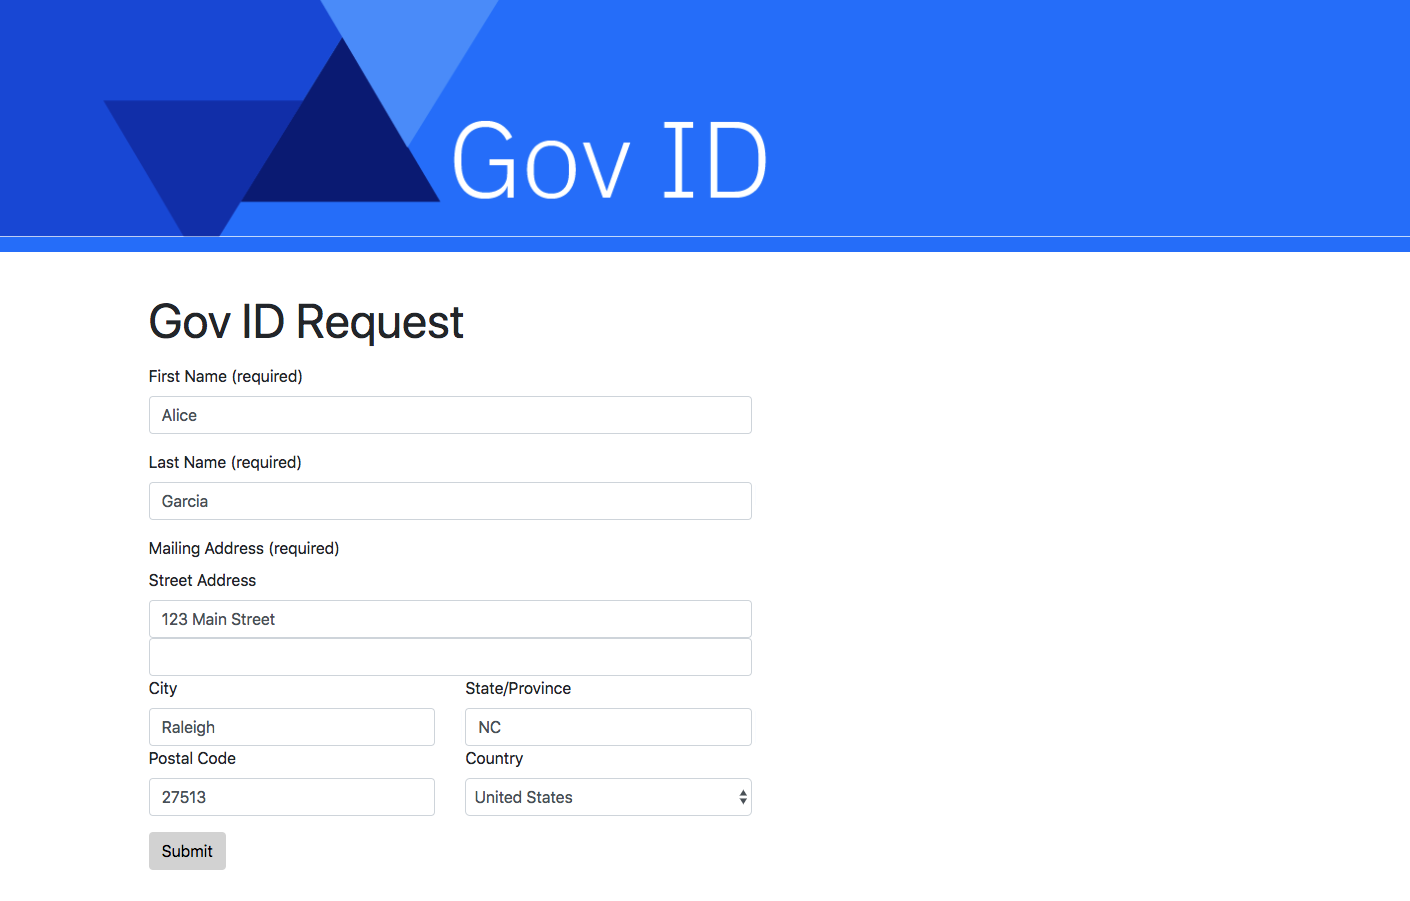 Gov ID
Gov ID Request
First Name (required)
Alice
Last Name (required)
Garcia
Mailing Address (required)
Street Address
123 Main Street
City State/Province
Raleigh NC
Postal Code Country
27513 United States
Submit